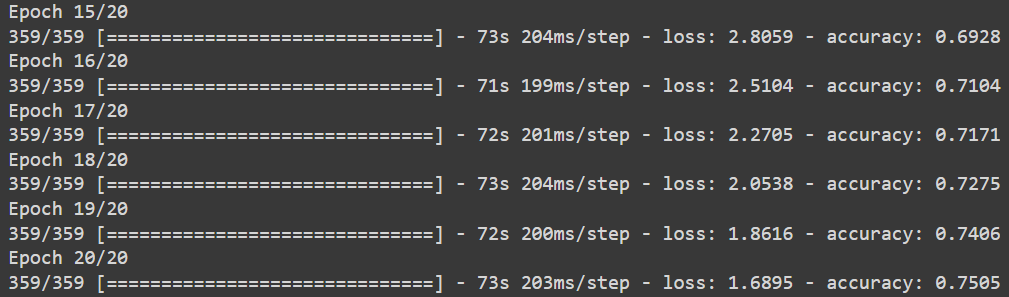 Epoch 15/20
359/359 [==============================] - 73s 204ms/step - loss: 2.8059 - accuracy: 0.6928
Epoch 16/20
359/359 [==============================] - 71s 199ms/step - loss: 2.5104 - accuracy: 0.7104
Epoch 17/20
359/359 [==============================] - 72s 201ms/step - loss: 2.2705 - accuracy: 0.7171
Epoch 18/20
359/359 [==============================] - 73s 204ms/step - loss: 2.0538 - accuracy: 0.7275
Epoch 19/20
359/359 [==============================] - 72s 200ms/step - loss: 1.8616 - accuracy: 0.7406
Epoch 20/20
359/359 [==============================] - 73s 203ms/step - loss: 1.6895 - accuracy: 0.7505